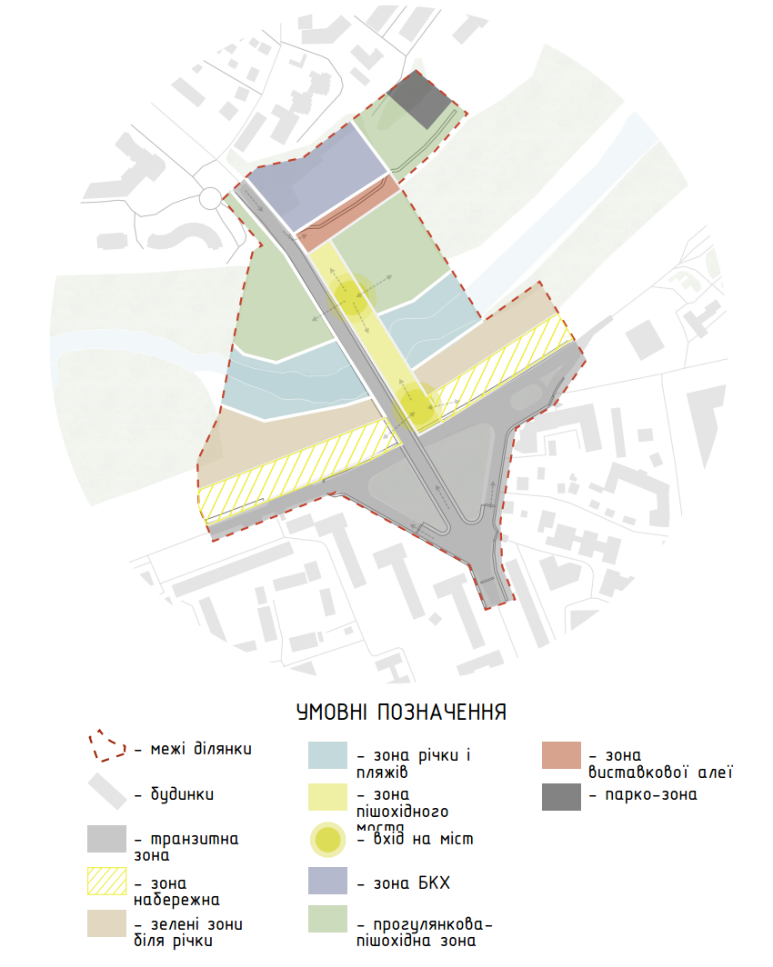 УМОВНІ ПОЗНАЧЕННЯ
– межі ділянки
– будинки
– транзитна
зона
– зона
набережна
– зелені зони
біля річки
– зона річки і
пляжів
– зона
пішохідного
моста
– вхід на міст
– зона БКХ
– прогулянкова-
пішохідна зона
– зона
виставкової алеї
– парко-зона